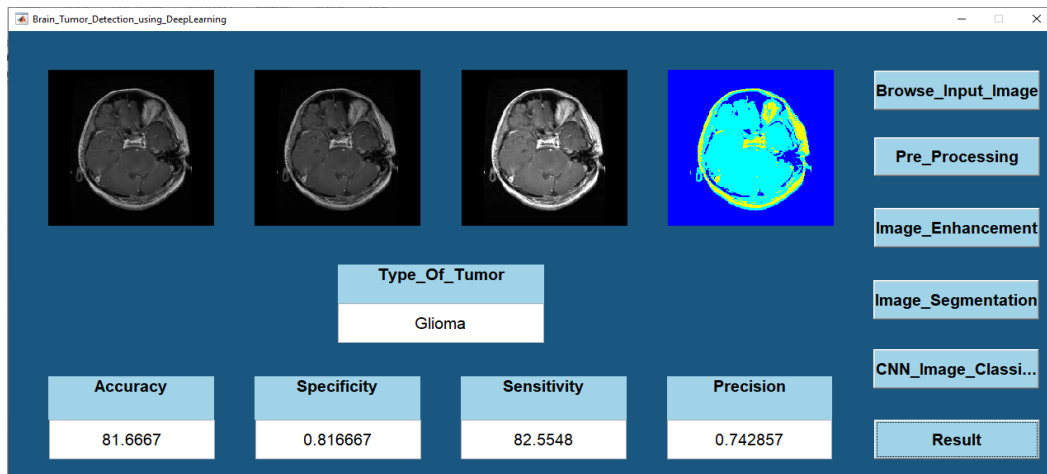 Brain_Tumor_Detection_using_DeepLearning
Browse_Input_Image
Pre_Processing
Image_Enhancement
Type_Of_Tumor
Glioma
Image_Segmentation
CNN_Image_Classi...
Accuracy
Specificity
Sensitivity
Precision
81.6667
0.816667
82.5548
0.742857
Result